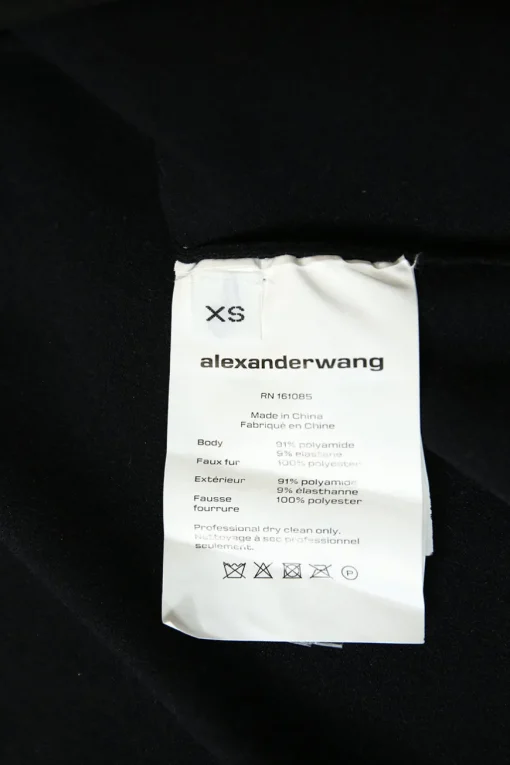 XS
alexanderwang
RN 161085
Made in China
Fabriqué en Chine
Body 91% polyamide
9% elastane
Faux fur 100% polyester
Extérieur 91% polyamide
9% élasthanne
Fausse 100% polyester
fourrure
Professional dry clean only.
Nettoyage à sec professionnel
seulement.
P